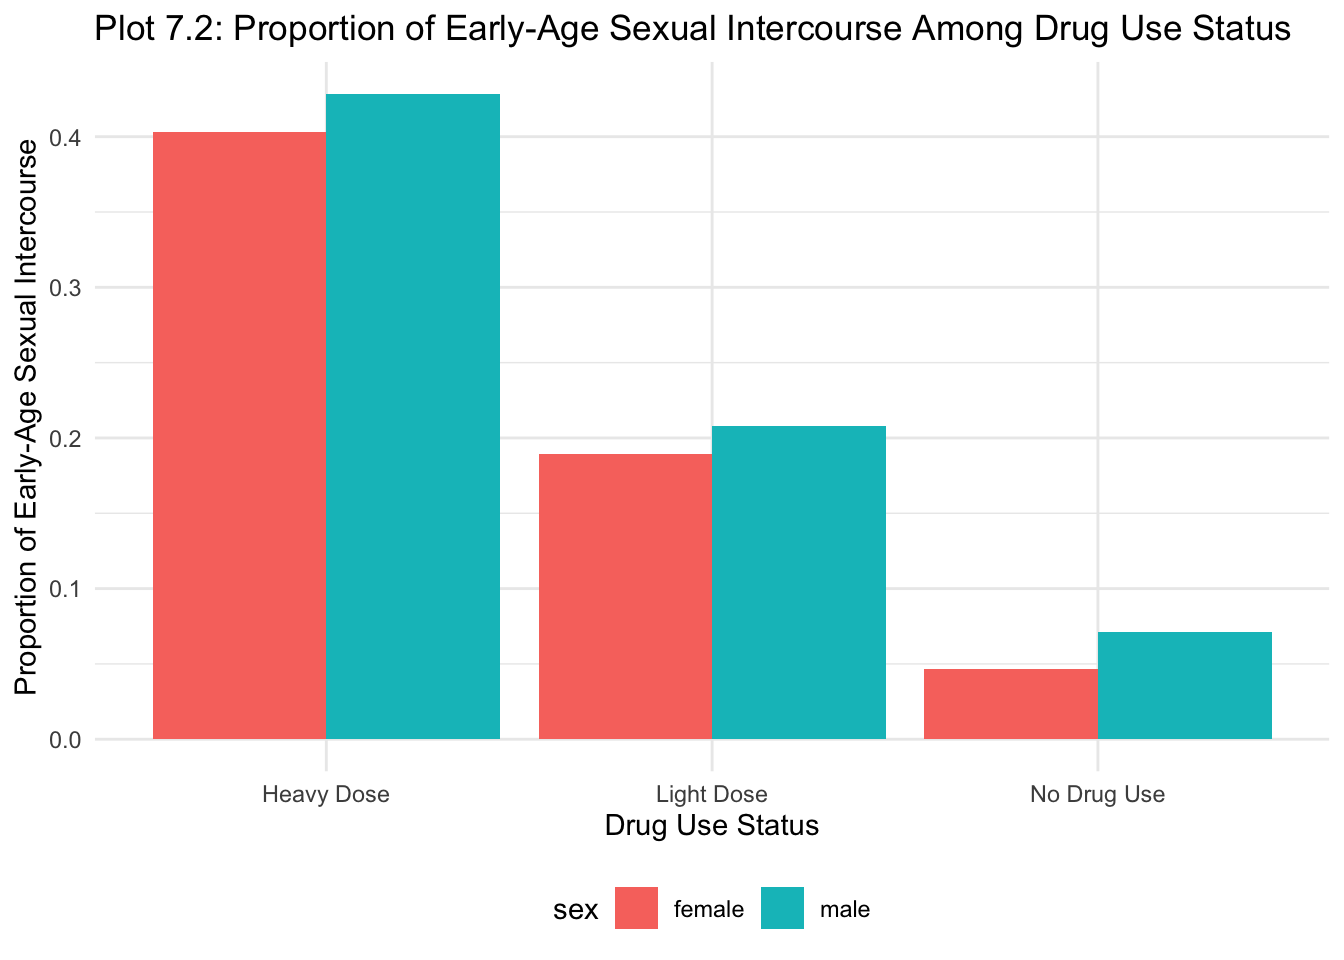 Plot 7.2: Proportion of Early-Age Sexual Intercourse Among Drug Use Status
Proportion of Early-Age Sexual Intercourse
0.4
0.3
0.2
0.1
0.0
Heavy Dose
Light Dose
No Drug Use
Drug Use Status
sex
female
male